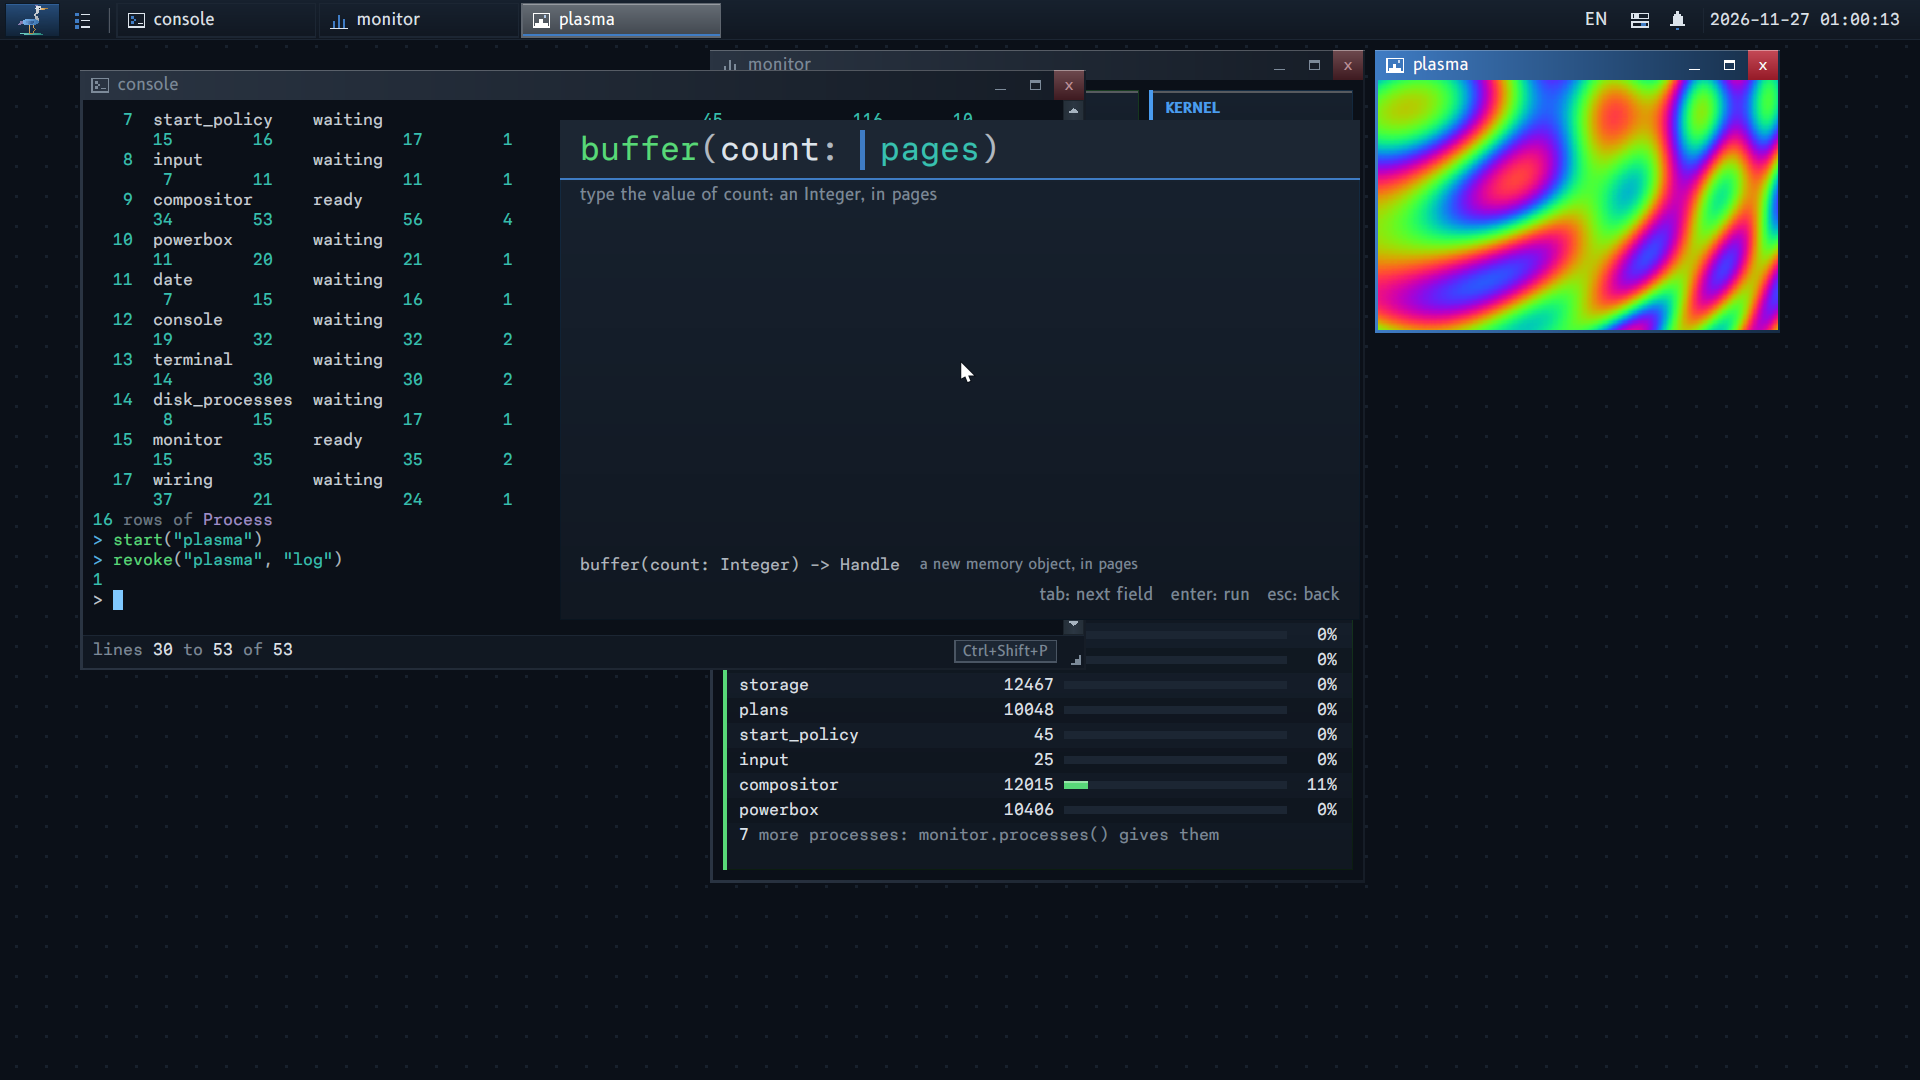 console
monitor
plasma
EN
2026-11-27 01:00:13
monitor
x
plasma
x
console
x
KERNEL
7 start_policy waiting 45 116 10
15 16 17 1
8 input waiting
7 11 11 1
9 compositor ready
34 53 56 4
10 powerbox waiting
11 20 21 1
11 date waiting
7 15 16 1
12 console waiting
19 32 32 2
13 terminal waiting
14 30 30 2
14 disk_processes waiting
8 15 17 1
15 monitor ready
15 35 35 2
17 wiring waiting
37 21 24 1
16 rows of Process
> start("plasma")
> revoke("plasma", "log")
1
>
lines 30 to 53 of 53
Ctrl+Shift+P
buffer(count: pages)
type the value of count: an Integer, in pages
buffer(count: Integer) -> Handle a new memory object, in pages
tab: next field enter: run esc: back
0%
0%
storage 12467 0%
plans 10048 0%
start_policy 45 0%
input 25 0%
compositor 12015 11%
powerbox 10406 0%
7 more processes: monitor.processes() gives them